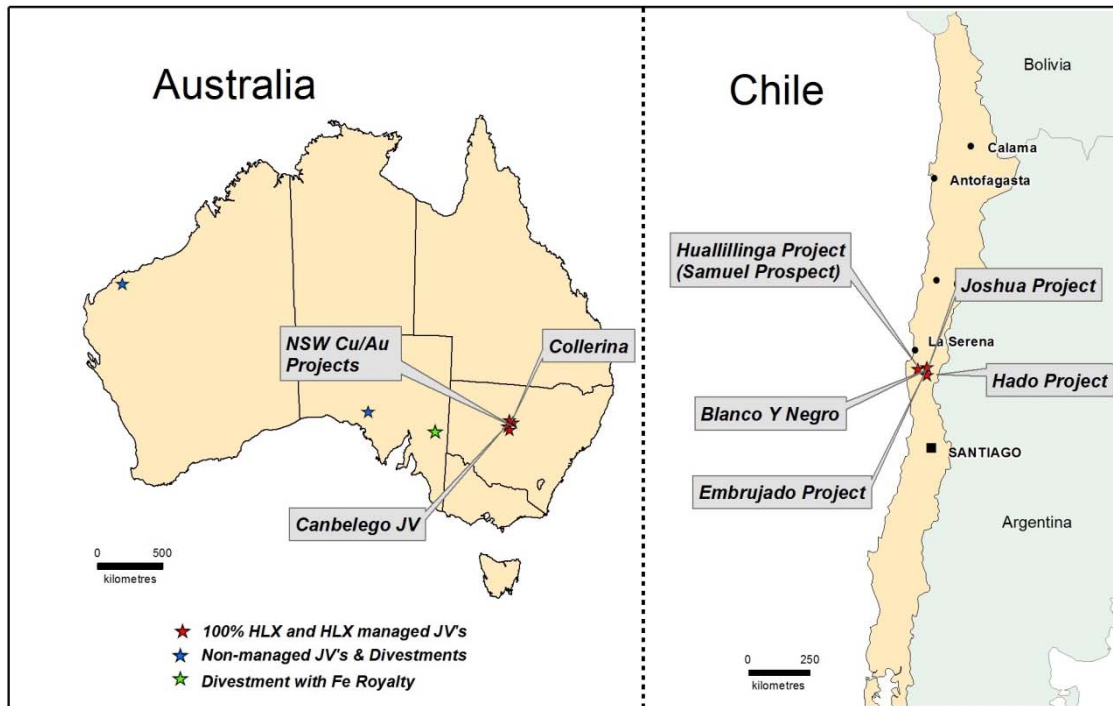 Australia
NSW Cu/Au
Projects
Collerina
Canbelego JV
0 500
kilometres
100% HLX and HLX managed JV's
Non-managed JV's & Divestments
Divestment with Fe Royalty
Chile
Bolivia
Calama
Antofagasta
Huallillinga Project
(Samuel Prospect)
Joshua Project
La Serena
Hado Project
Blanco Y Negro
SANTIAGO
Embrujado Project
Argentina
0 250
kilometres